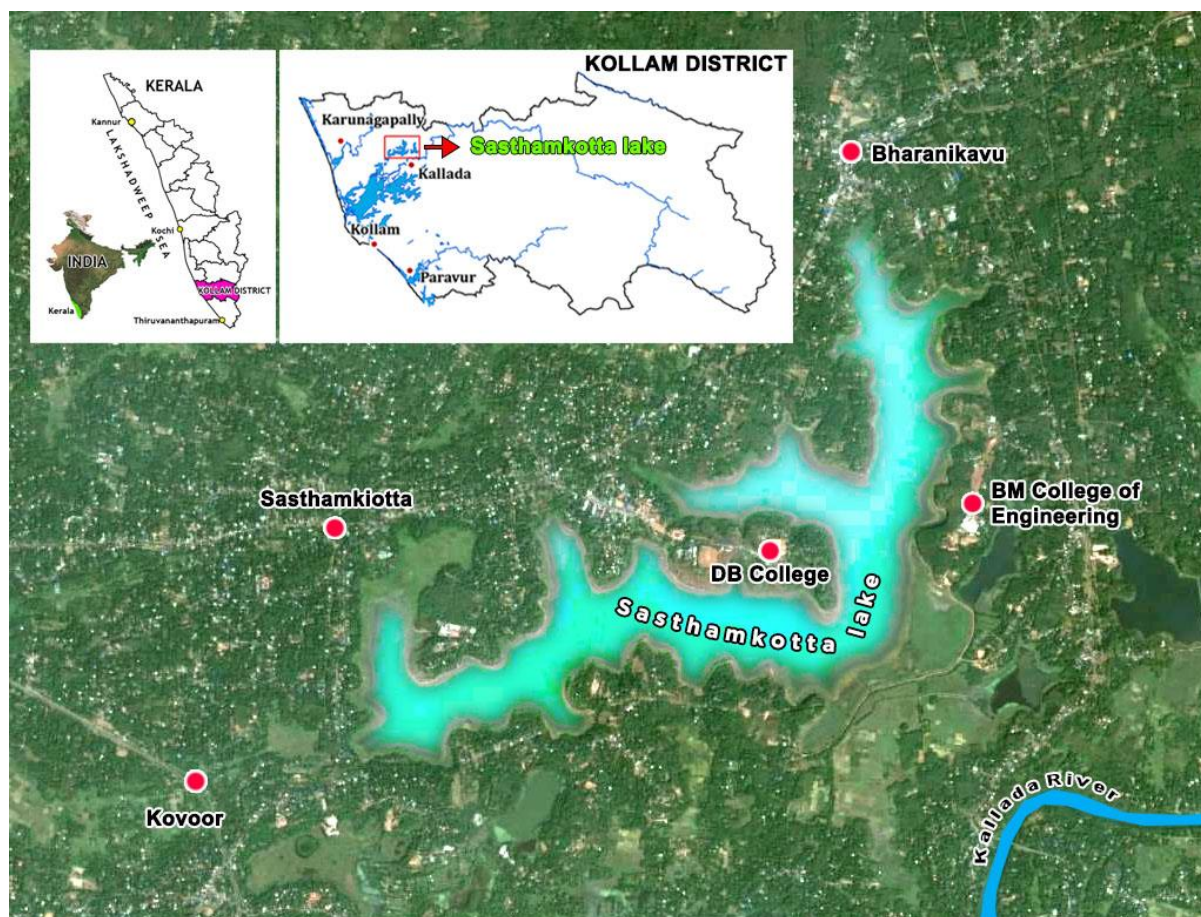 KERALA
Kannur
LAKSHADWEEP SEA
Kochi
INDIA
KOLLAM DISTRICT
Kerala
Thiruvananthapuram
KOLLAM DISTRICT
Karunagapally
Sasthamkotta lake
Kallada
Kollam
Paravur
Bharanikavu
Sasthamkiotta
BM College of
Engineering
DB College
Sasthamkotta lake
Kovoor
Kallada River